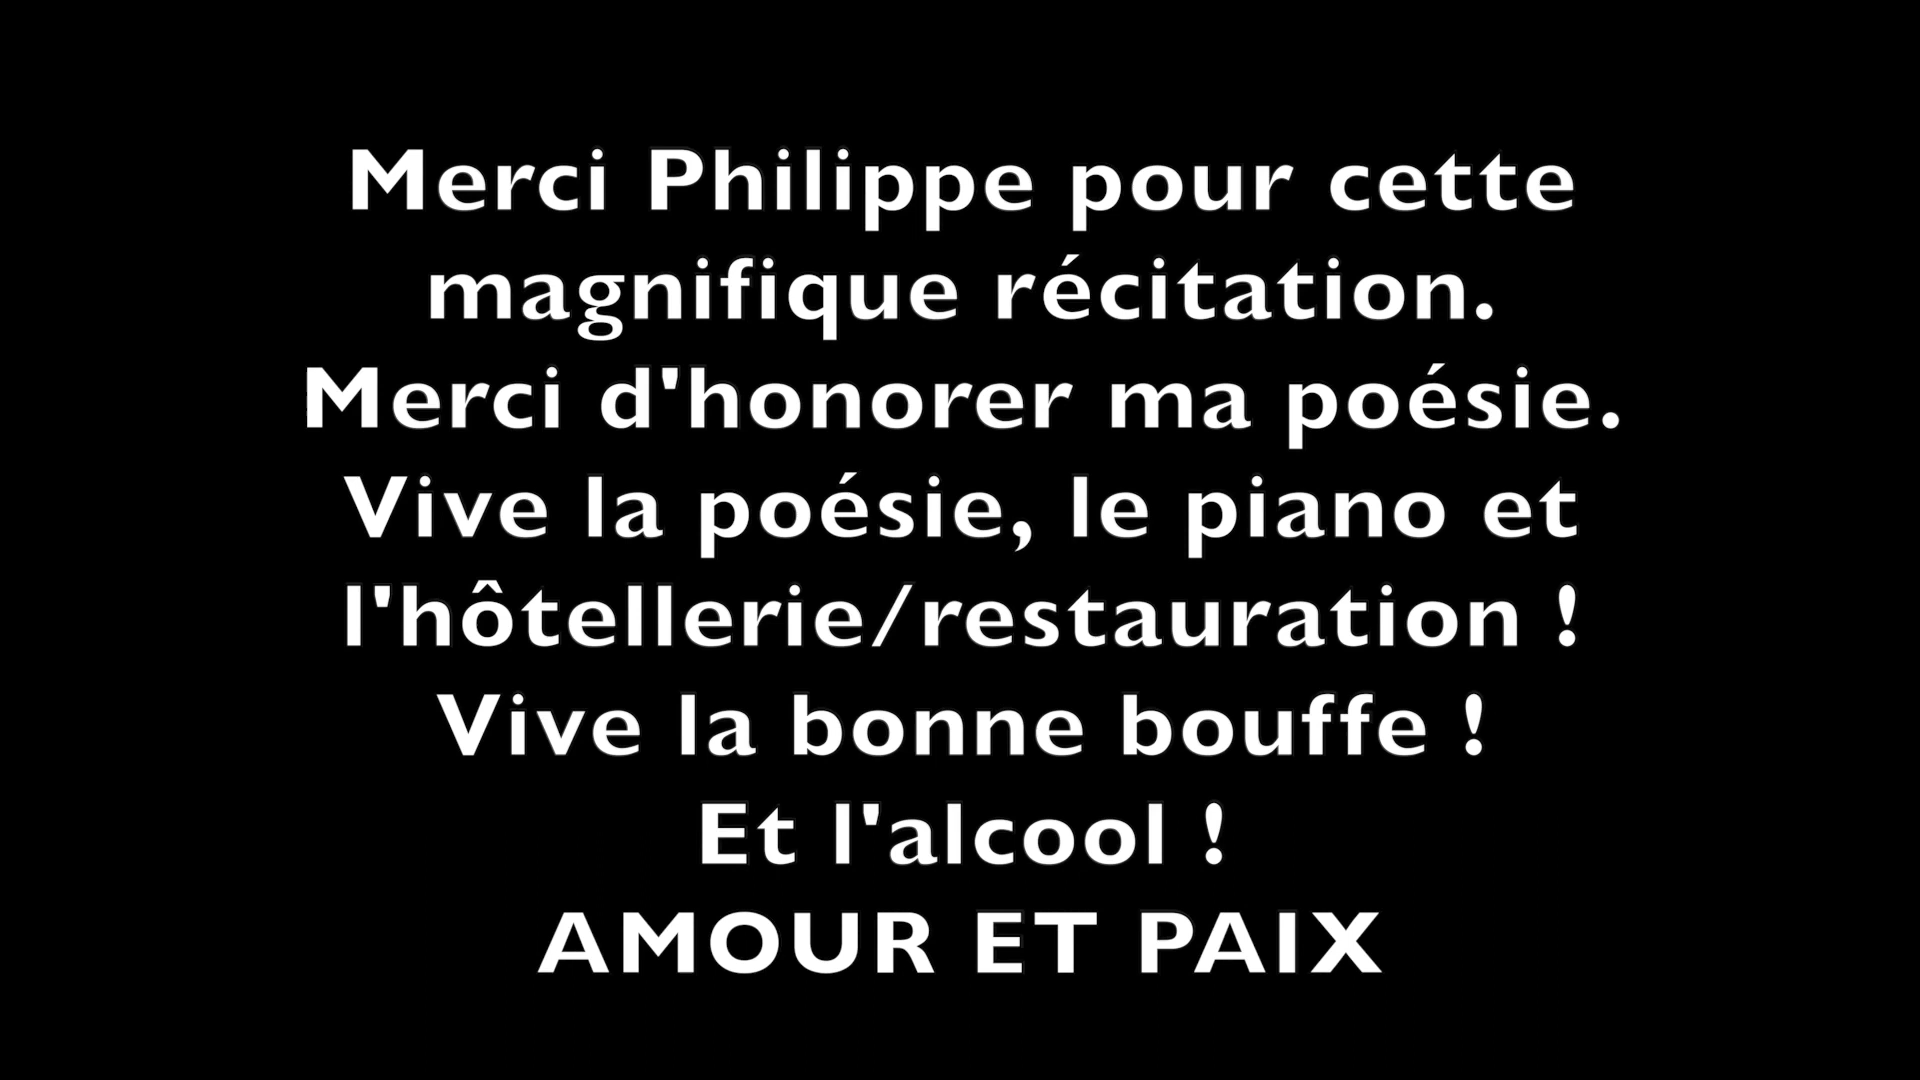 Merci Philippe pour cette
magnifique récitation.
Merci d'honorer ma poésie.
Vive la poésie, le piano et
l'hôtellerie/restauration !
Vive la bonne bouffe !
Et l'alcool !
AMOUR ET PAIX